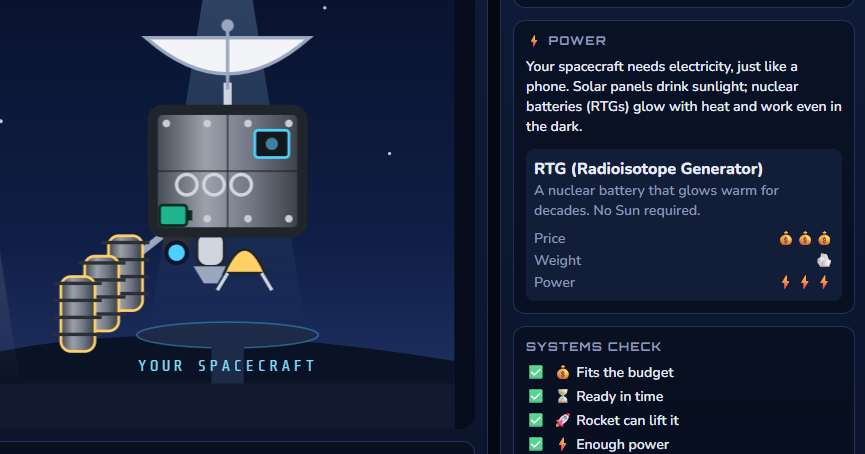 YOUR SPACECRAFT
POWER
Your spacecraft needs electricity, just like a
phone. Solar panels drink sunlight; nuclear
batteries (RTGs) glow with heat and work even in
the dark.
RTG (Radioisotope Generator)
A nuclear battery that glows warm for
decades. No Sun required.
Price
Weight
Power
SYSTEMS CHECK
Fits the budget
Ready in time
Rocket can lift it
Enough power